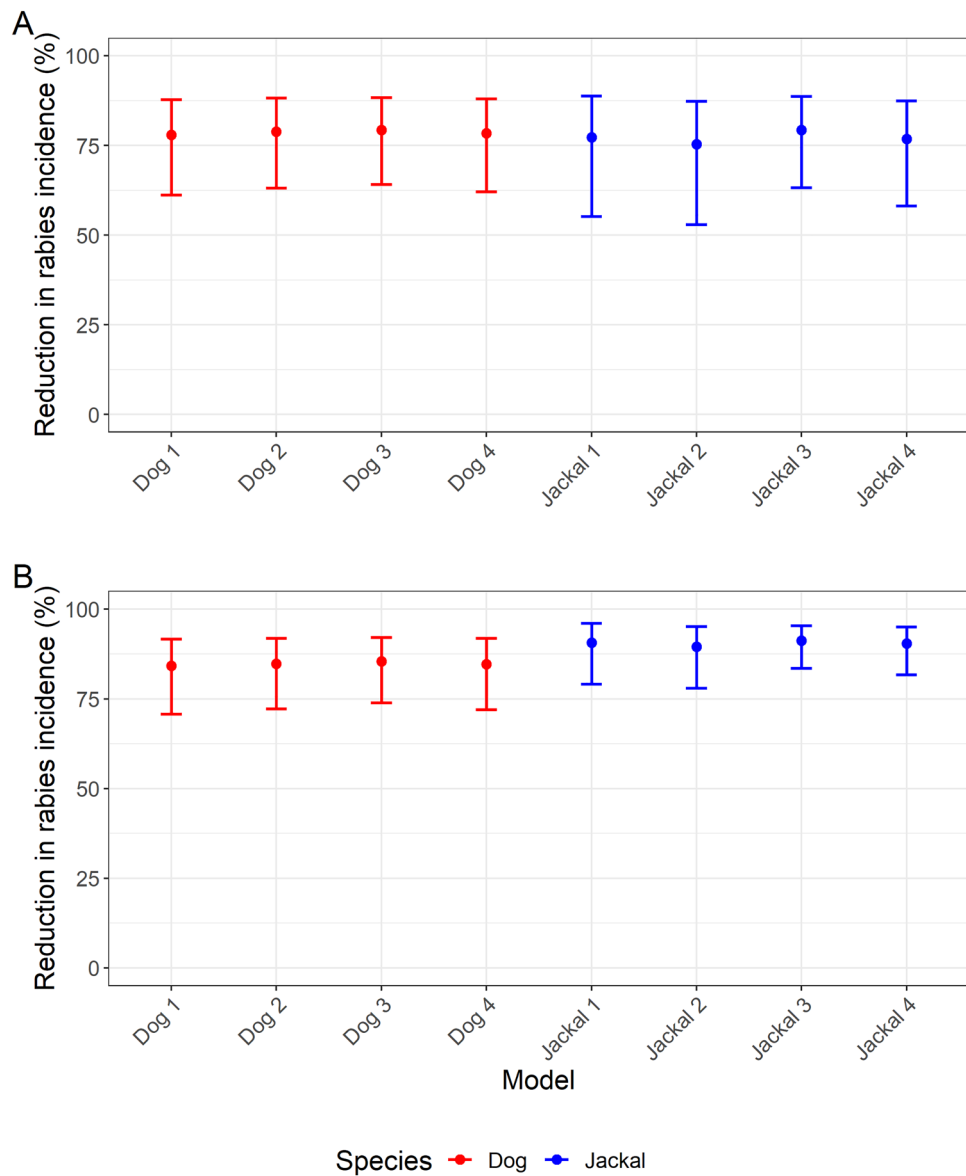 A
Reduction in rabies incidence (%)
100
75
50
25
0
Dog 1
Dog 2
Dog 3
Dog 4
Jackal 1
Jackal 2
Jackal 3
Jackal 4
B
Reduction in rabies incidence (%)
100
75
50
25
0
Dog 1
Dog 2
Dog 3
Dog 4
Jackal 1
Jackal 2
Jackal 3
Jackal 4
Model
Species Dog Jackal